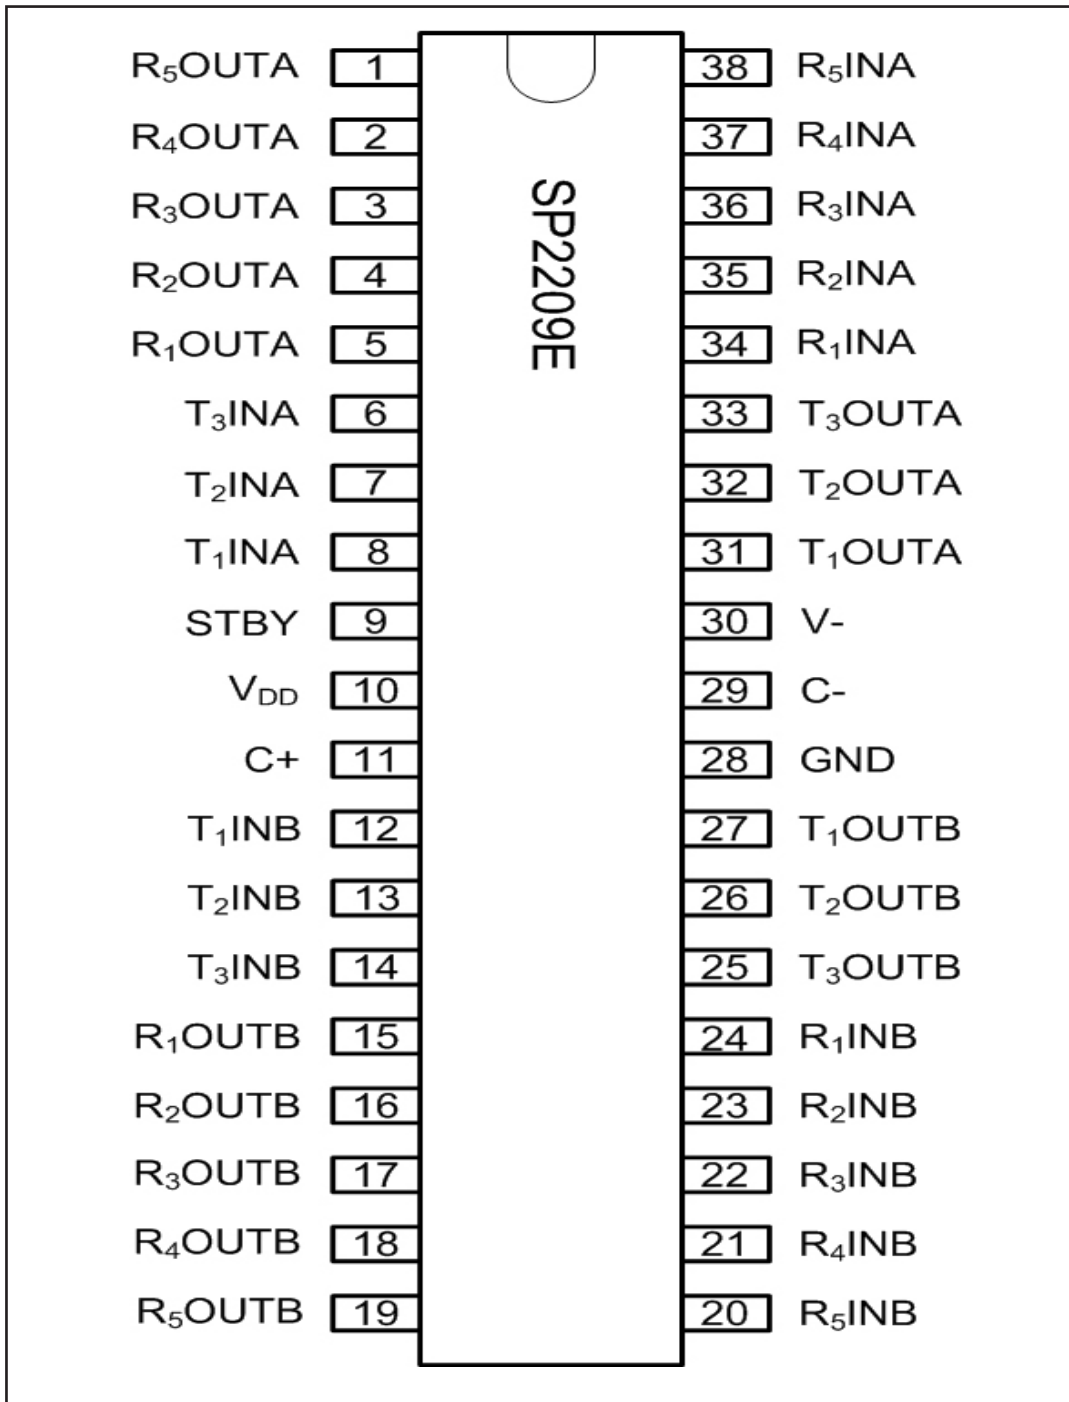 R5OUTA 1 38 R5INA
R4OUTA 2 37 R4INA
R3OUTA 3 36 R3INA
R2OUTA 4 35 R2INA
R1OUTA 5 34 R1INA
T3INA 6 33 T3OUTA
T2INA 7 32 T2OUTA
T1INA 8 31 T1OUTA
STBY 9 30 V-
VDD 10 29 C-
C+ 11 28 GND
T1INB 12 27 T1OUTB
T2INB 13 26 T2OUTB
T3INB 14 25 T3OUTB
R1OUTB 15 24 R1INB
R2OUTB 16 23 R2INB
R3OUTB 17 22 R3INB
R4OUTB 18 21 R4INB
R5OUTB 19 20 R5INB
SP2209E